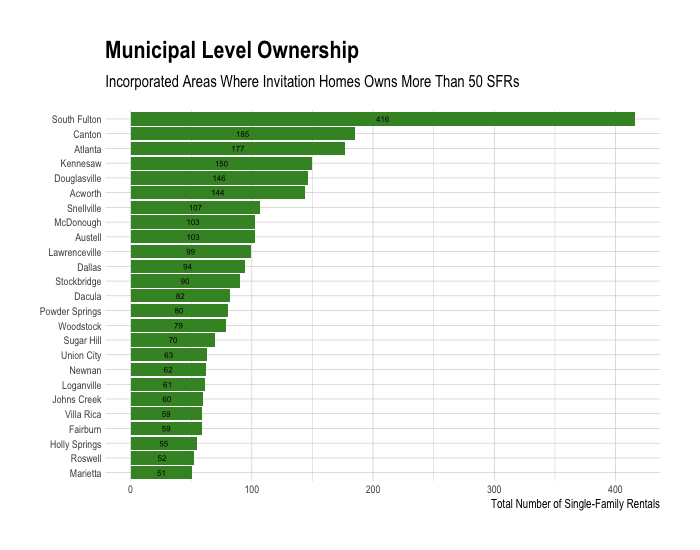 Municipal Level Ownership
Incorporated Areas Where Invitation Homes Owns More Than 50 SFRs
South Fulton 416
Canton 185
Atlanta 177
Kennesaw 150
Douglasville 146
Acworth 144
Snellville 107
McDonough 103
Austell 103
Lawrenceville 99
Dallas 94
Stockbridge 90
Dacula 82
Powder Springs 80
Woodstock 79
Sugar Hill 70
Union City 63
Newnan 62
Loganville 61
Johns Creek 60
Villa Rica 59
Fairburn 59
Holly Springs 55
Roswell 52
Marietta 51
0 100 200 300 400
Total Number of Single-Family Rentals